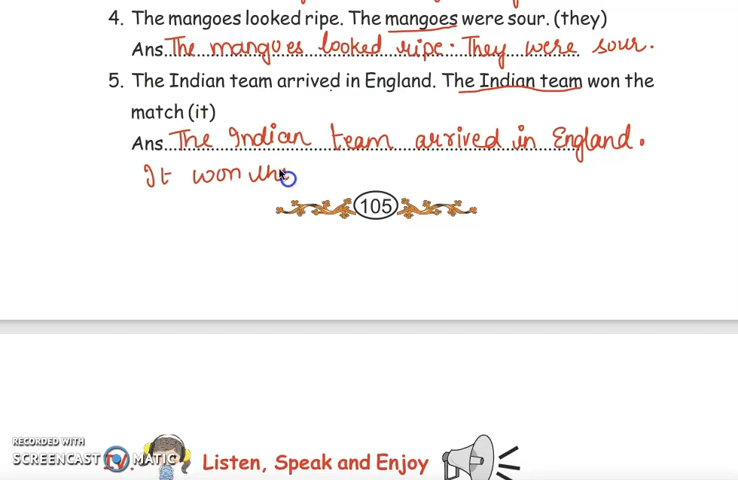 4. The mangoes looked ripe. The mangoes were sour. (they)
Ans. The mangoes looked ripe. They were sour.
5. The Indian team arrived in England. The Indian team won the
match (it)
Ans. The Indian team arrived in England.
It won the
105
RECORDED WITH
SCREENCAST MATIC
Listen, Speak and Enjoy